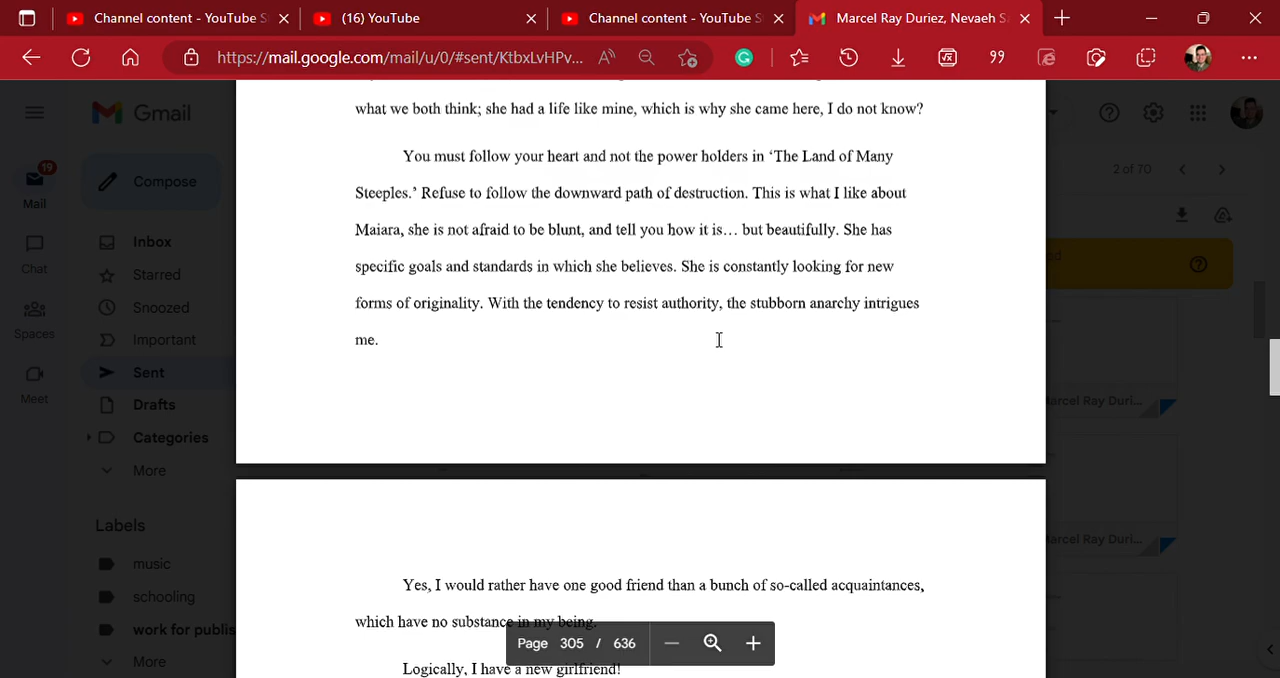 Channel content - YouTube S
(16) YouTube
Channel content - YouTube S
Marcel Ray Duriez, Nevaeh S
https://mail.google.com/mail/u/0/#sent/KtbxLvHPv...
Gmail
Compose
19
Mail
Chat
Spaces
Meet
Inbox
Starred
Snoozed
Important
Sent
Drafts
Categories
More
Labels
music
schooling
work for publis
More
2 of 70
arcel Ray Duri...
arcel Ray Duri...
what we both think; she had a life like mine, which is why she came here, I do not know?
You must follow your heart and not the power holders in ‘The Land of Many
Steeples.’ Refuse to follow the downward path of destruction. This is what I like about
Maiara, she is not afraid to be blunt, and tell you how it is… but beautifully. She has
specific goals and standards in which she believes. She is constantly looking for new
forms of originality. With the tendency to resist authority, the stubborn anarchy intrigues
me.
Yes, I would rather have one good friend than a bunch of so-called acquaintances,
which have no substance in my being.
Logically, I have a new girlfriend!
Page 305 / 636